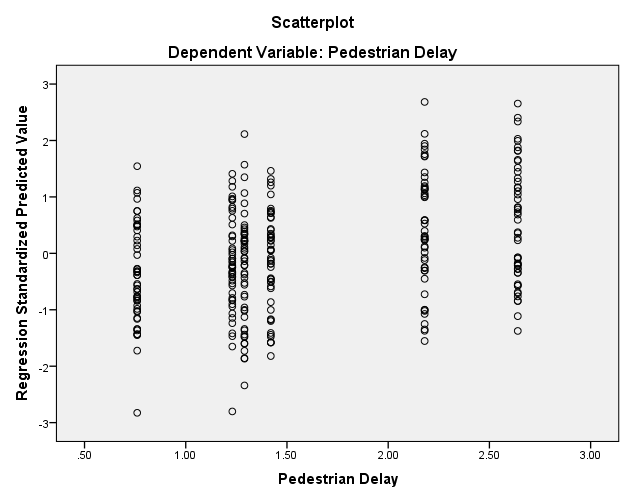 Scatterplot
Dependent Variable: Pedestrian Delay
Regression Standardized Predicted Value
3
2
1
0
-1
-2
-3
.50 1.00 1.50 2.00 2.50 3.00
Pedestrian Delay